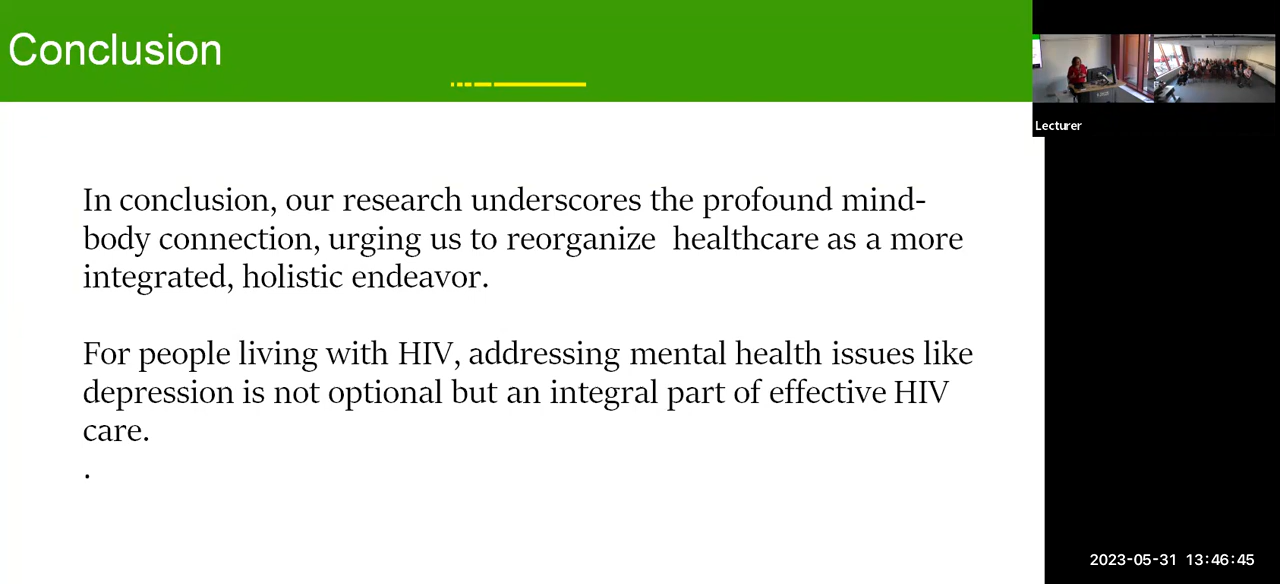 Conclusion
Lecturer
In conclusion, our research underscores the profound mind-
body connection, urging us to reorganize  healthcare as a more
integrated, holistic endeavor.
For people living with HIV, addressing mental health issues like
depression is not optional but an integral part of effective HIV
care.
.
2023-05-31 13:46:45